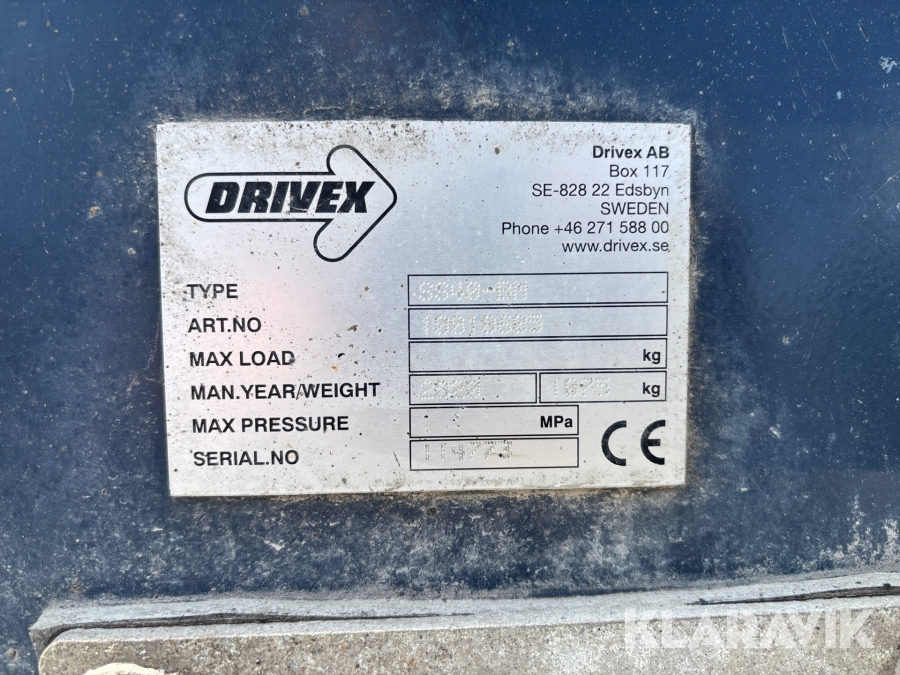 DRIVEX
Drivex AB
Box 117
SE-828 22 Edsbyn
SWEDEN
Phone +46 271 588 00
www.drivex.se
TYPE
ART.NO
MAX LOAD kg
MAN.YEAR/WEIGHT kg
MAX PRESSURE MPa
SERIAL.NO
CE
KLARAVIK